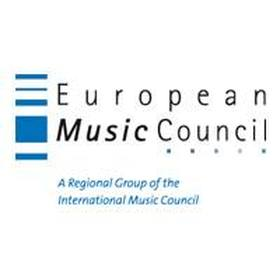 European
Music Council
A Regional Group of the
International Music Council